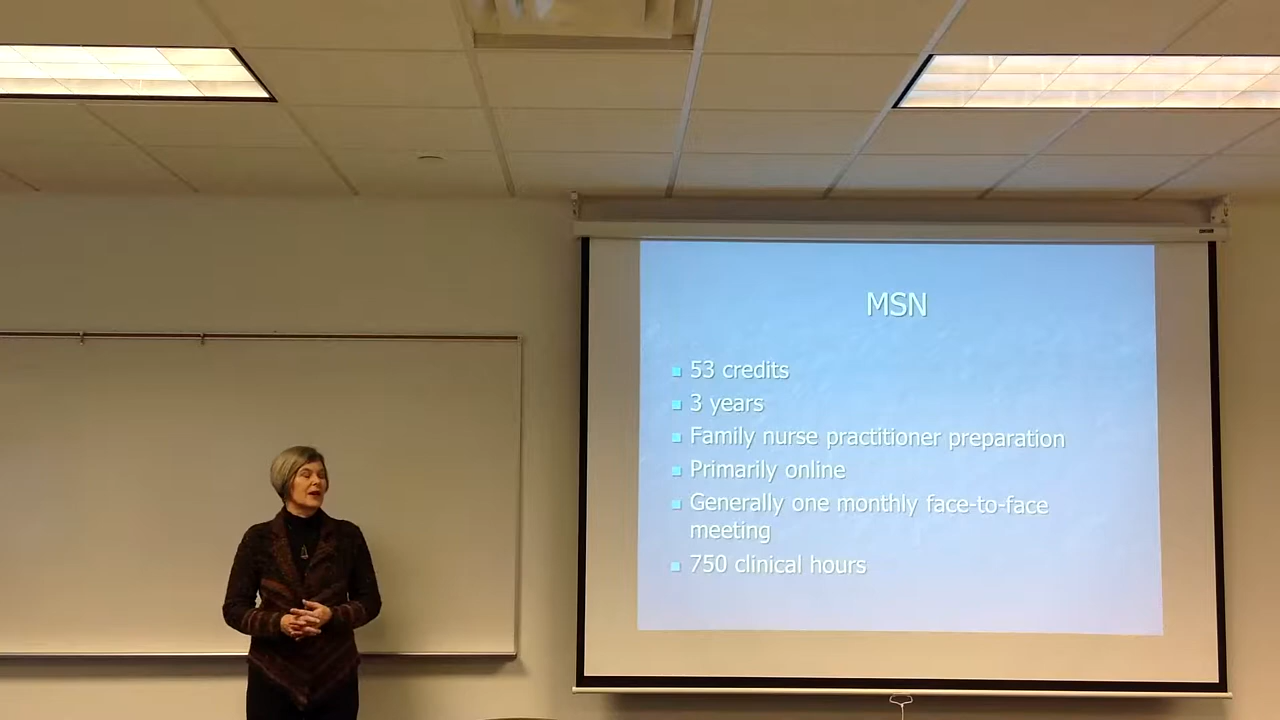 MSN
53 credits
3 years
Family nurse practitioner preparation
Primarily online
Generally one monthly face-to-face
meeting
750 clinical hours